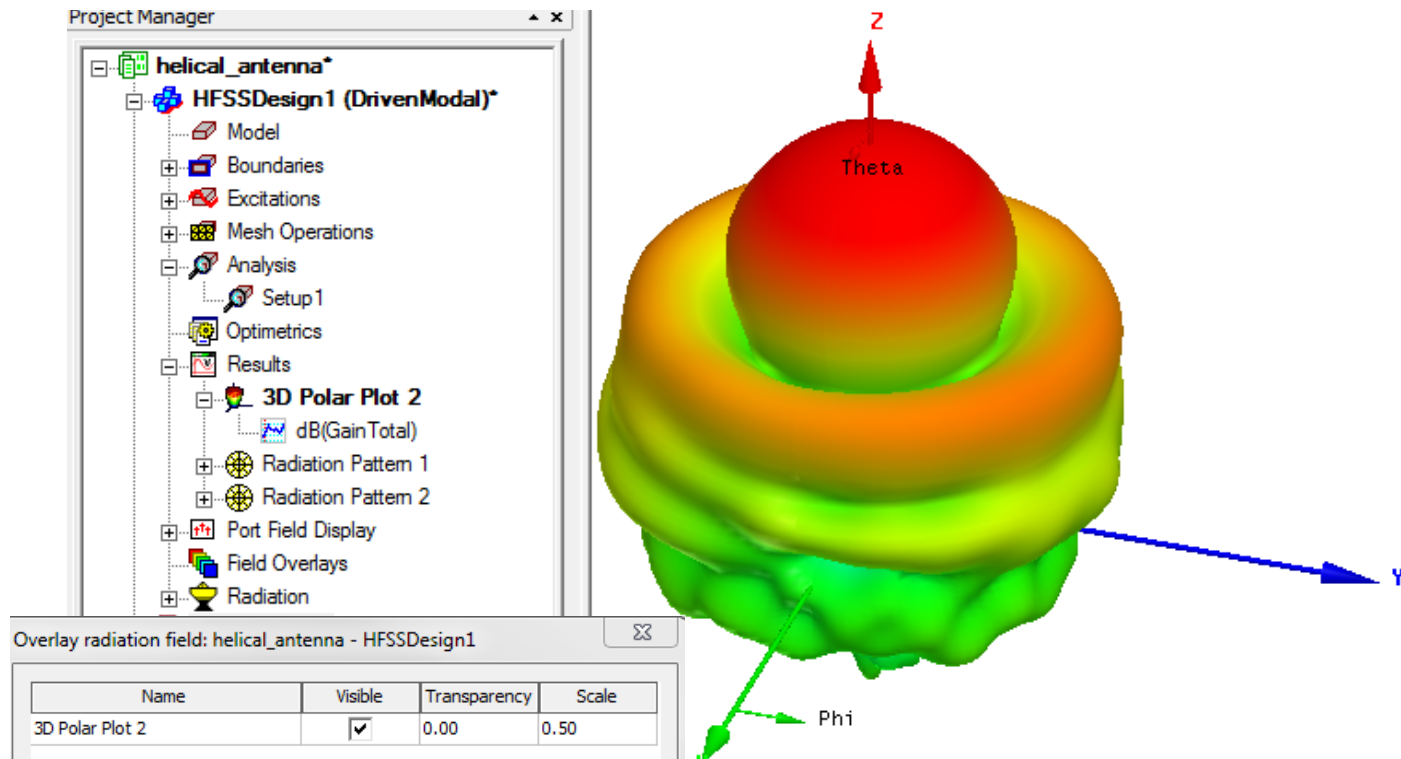 Project Manager
helical_antenna*
HFSSDesign1 (DrivenModal)*
Model
Boundaries
Excitations
Mesh Operations
Analysis
Setup1
Optimetrics
Results
3D Polar Plot 2
dB(GainTotal)
Radiation Pattern 1
Radiation Pattern 2
Port Field Display
Field Overlays
Radiation
Z
Theta
Y
Phi
Overlay radiation field: helical_antenna - HFSSDesign1
Name Visible Transparency Scale
3D Polar Plot 2 0.00 0.50